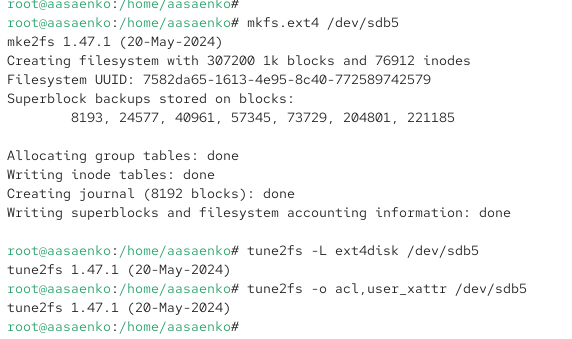 root@aasaenko:/home/aasaenko#
root@aasaenko:/home/aasaenko# mkfs.ext4 /dev/sdb5
mke2fs 1.47.1 (20-May-2024)
Creating filesystem with 307200 1k blocks and 76912 inodes
Filesystem UUID: 7582da65-1613-4e95-8c40-772589742579
Superblock backups stored on blocks:
        8193, 24577, 40961, 57345, 73729, 204801, 221185

Allocating group tables: done
Writing inode tables: done
Creating journal (8192 blocks): done
Writing superblocks and filesystem accounting information: done

root@aasaenko:/home/aasaenko# tune2fs -L ext4disk /dev/sdb5
tune2fs 1.47.1 (20-May-2024)
root@aasaenko:/home/aasaenko# tune2fs -o acl,user_xattr /dev/sdb5
tune2fs 1.47.1 (20-May-2024)
root@aasaenko:/home/aasaenko#